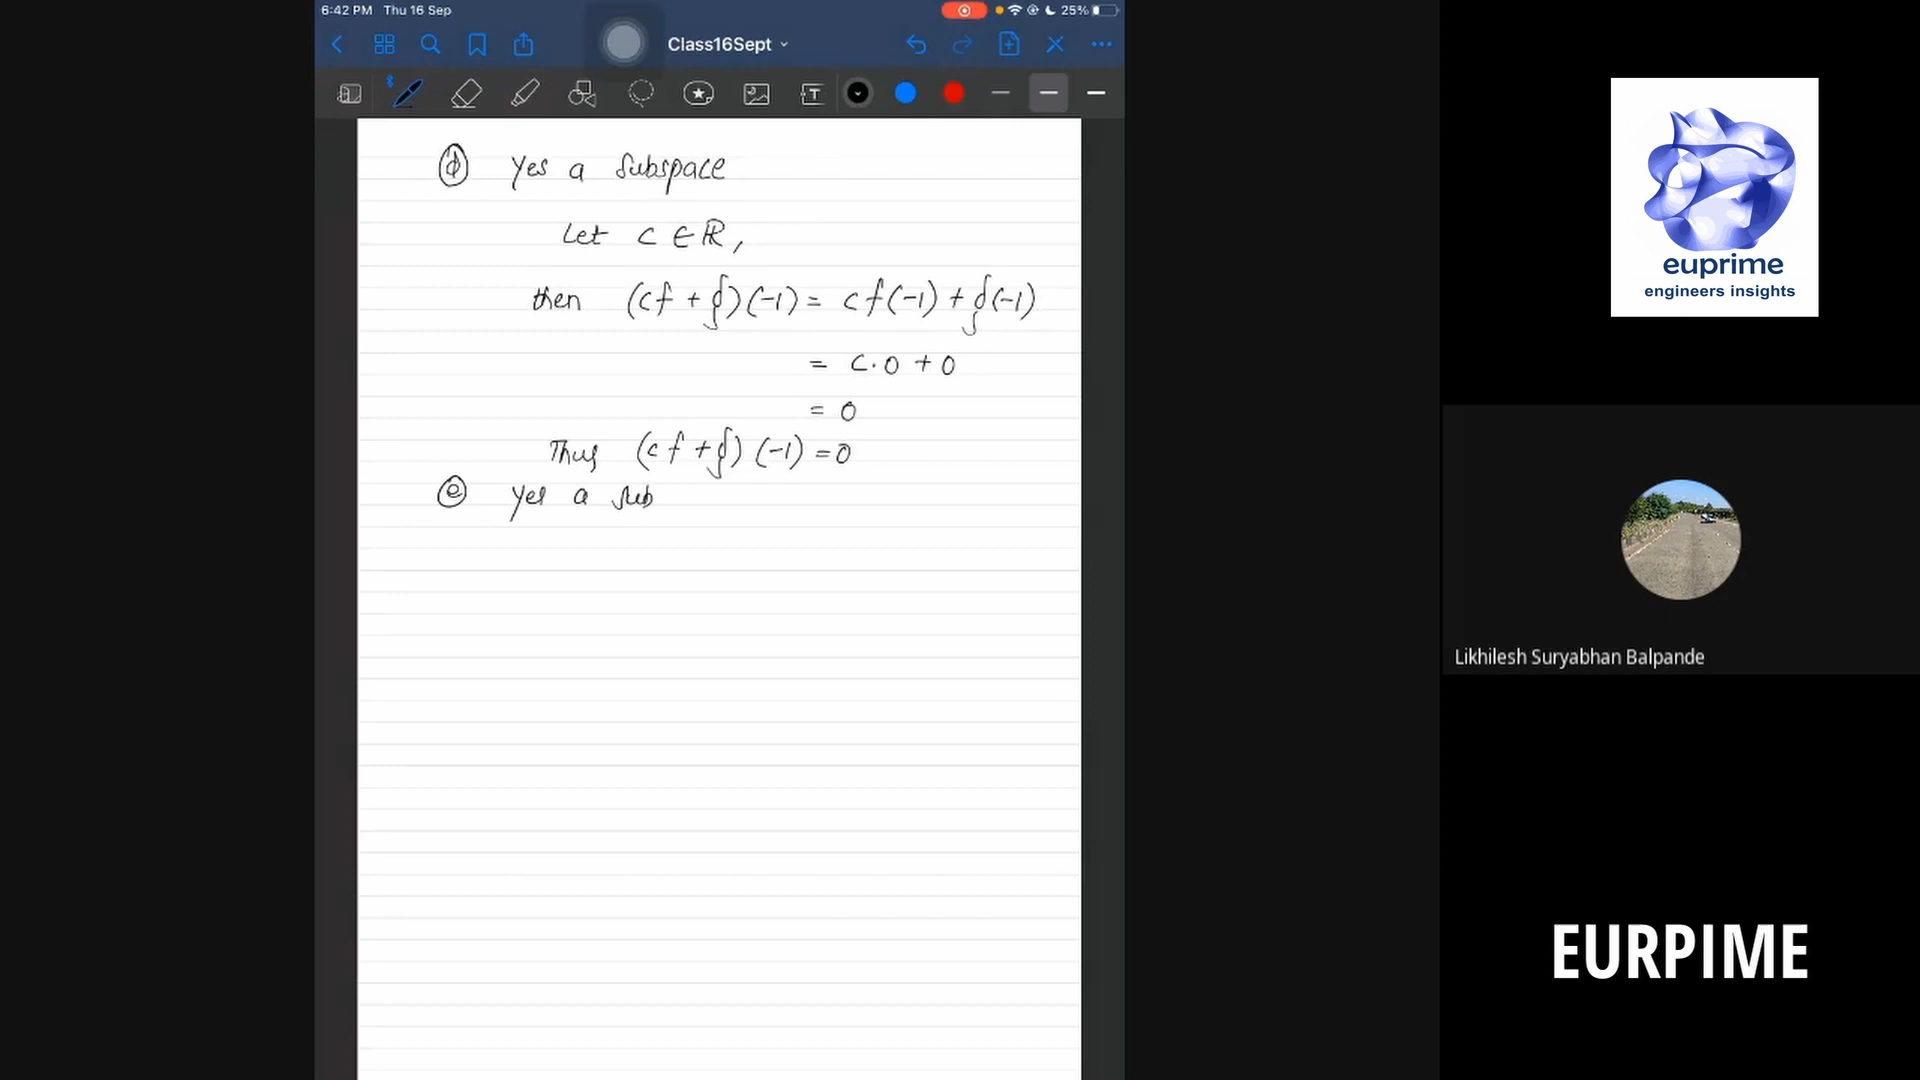 6:42 PM Thu 16 Sep
25%
Class16Sept
T
ⓓ Yes a Subspace
Let c ∈ ℝ,
then (cf + g)(-1) = cf(-1) + g(-1)
= c·0 + 0
= 0
Thus (cf + g)(-1) = 0
ⓔ Yes a sub
euprime
engineers insights
Likhilesh Suryabhan Balpande
EURPIME